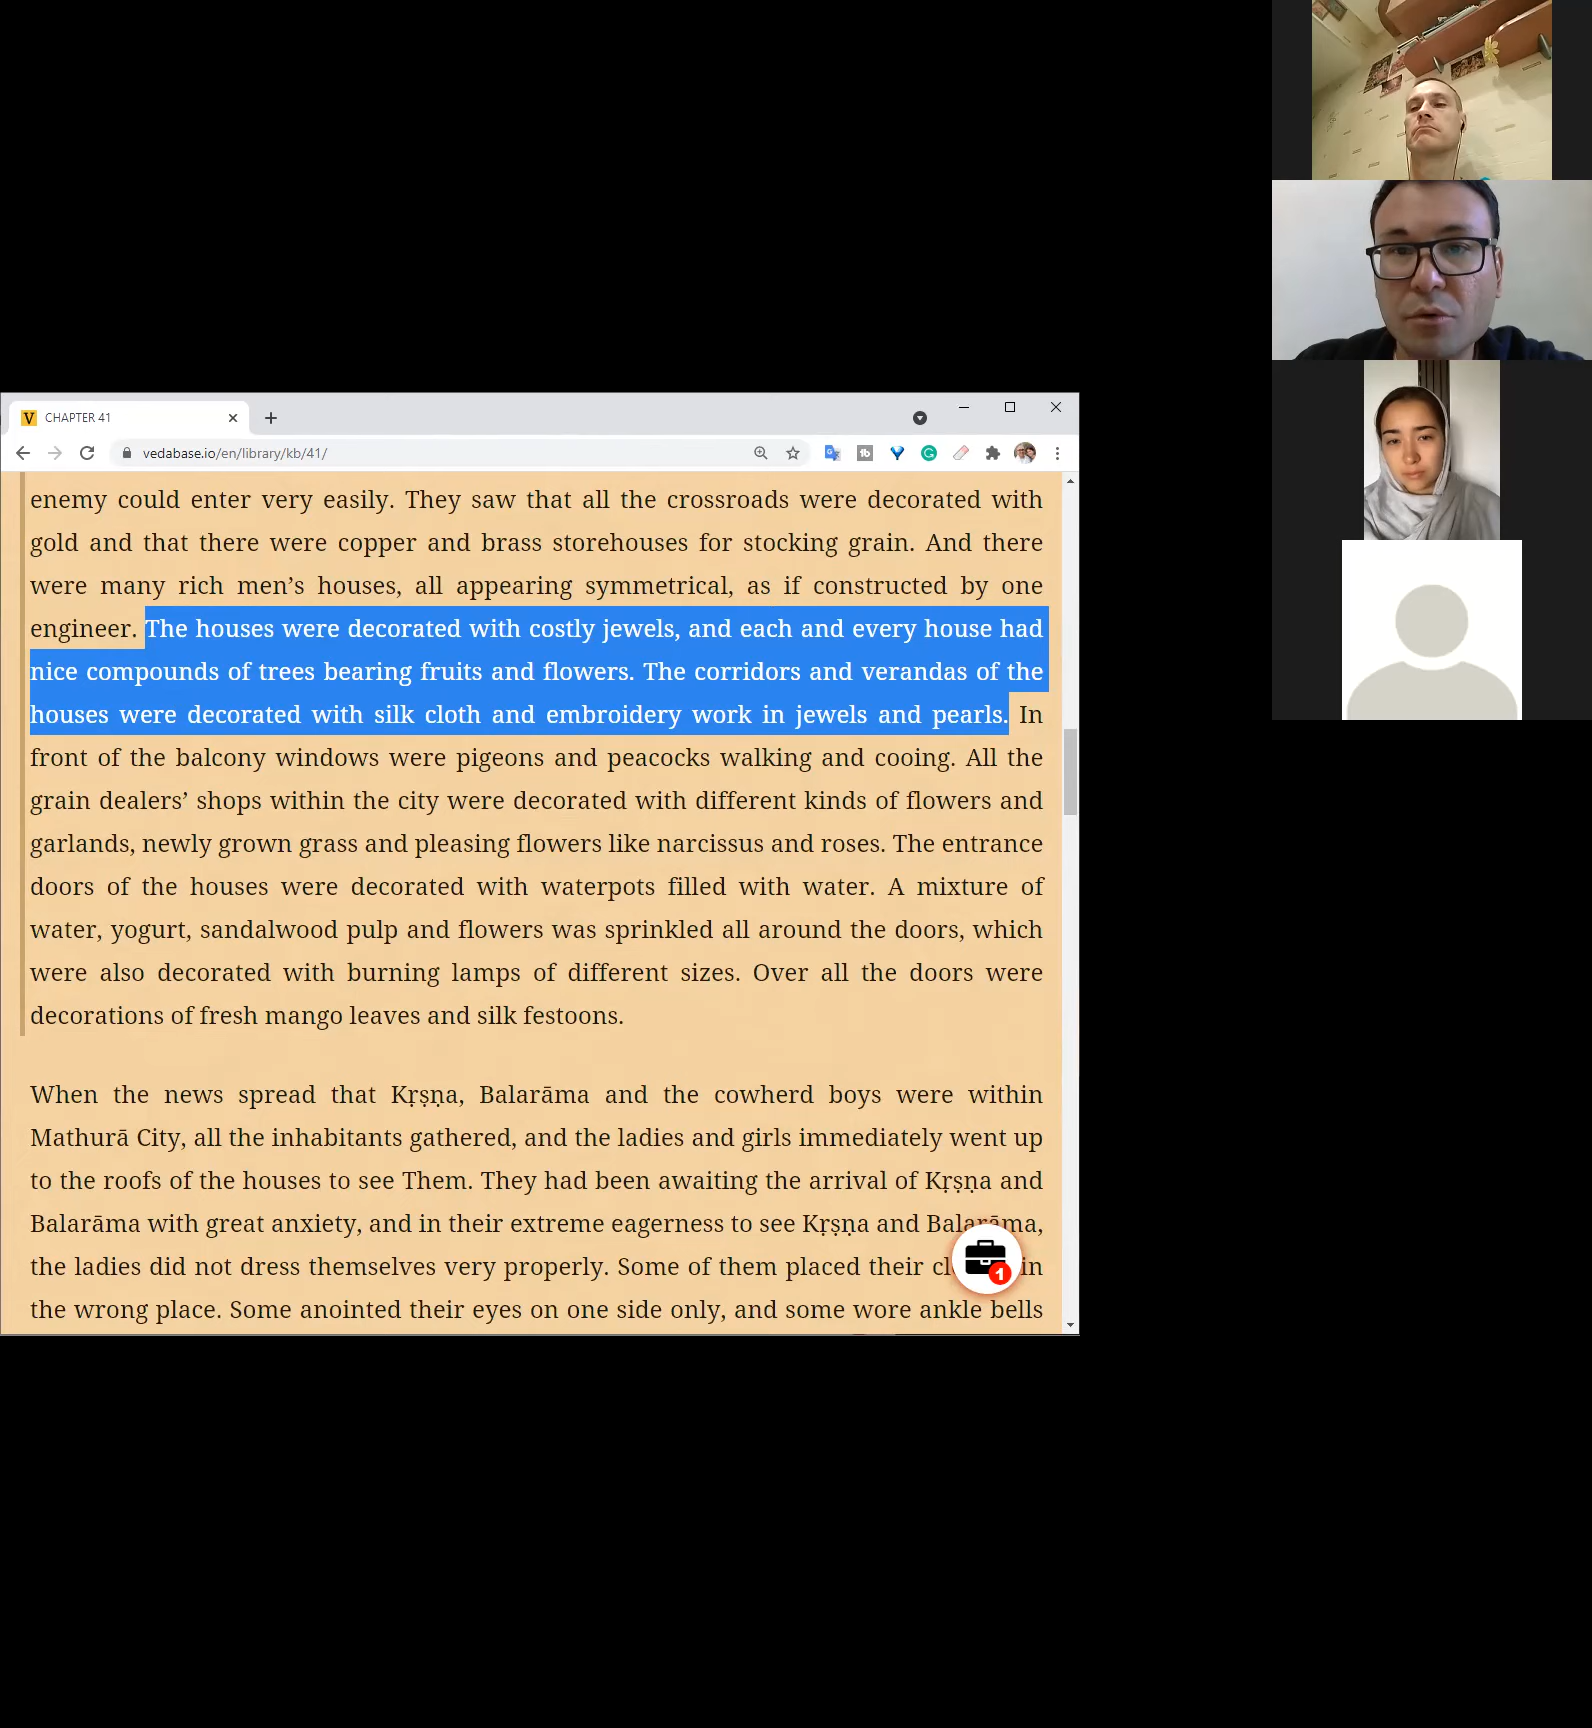 CHAPTER 41
vedabase.io/en/library/kb/41/
enemy could enter very easily. They saw that all the crossroads were decorated with
gold and that there were copper and brass storehouses for stocking grain. And there
were many rich men’s houses, all appearing symmetrical, as if constructed by one
engineer. The houses were decorated with costly jewels, and each and every house had
nice compounds of trees bearing fruits and flowers. The corridors and verandas of the
houses were decorated with silk cloth and embroidery work in jewels and pearls. In
front of the balcony windows were pigeons and peacocks walking and cooing. All the
grain dealers’ shops within the city were decorated with different kinds of flowers and
garlands, newly grown grass and pleasing flowers like narcissus and roses. The entrance
doors of the houses were decorated with waterpots filled with water. A mixture of
water, yogurt, sandalwood pulp and flowers was sprinkled all around the doors, which
were also decorated with burning lamps of different sizes. Over all the doors were
decorations of fresh mango leaves and silk festoons.
When the news spread that Kṛṣṇa, Balarāma and the cowherd boys were within
Mathurā City, all the inhabitants gathered, and the ladies and girls immediately went up
to the roofs of the houses to see Them. They had been awaiting the arrival of Kṛṣṇa and
Balarāma with great anxiety, and in their extreme eagerness to see Kṛṣṇa and Balarāma,
the ladies did not dress themselves very properly. Some of them placed their in
the wrong place. Some anointed their eyes on one side only, and some wore ankle bells
1